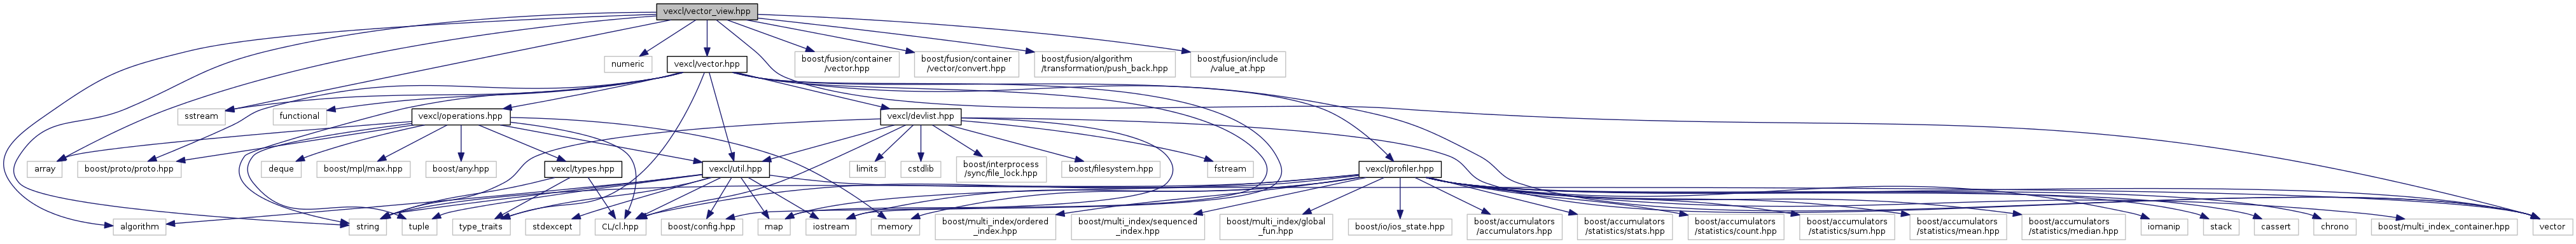 vexcl/vector_view.hpp
numeric
vexcl/vector.hpp
boost/fusion/container
/vector.hpp
boost/fusion/container
/vector/convert.hpp
boost/fusion/algorithm
/transformation/push_back.hpp
boost/fusion/include
/value_at.hpp
sstream
functional
vexcl/operations.hpp
vexcl/devlist.hpp
array
boost/proto/proto.hpp
deque
boost/mpl/max.hpp
boost/any.hpp
vexcl/types.hpp
vexcl/util.hpp
limits
cstdlib
boost/interprocess
/sync/file_lock.hpp
boost/filesystem.hpp
fstream
vexcl/profiler.hpp
algorithm
string
tuple
type_traits
stdexcept
CL/cl.hpp
boost/config.hpp
map
iostream
memory
boost/multi_index/ordered
_index.hpp
boost/multi_index/sequenced
_index.hpp
boost/multi_index/global
_fun.hpp
boost/io/ios_state.hpp
boost/accumulators
/accumulators.hpp
boost/accumulators
/statistics/stats.hpp
boost/accumulators
/statistics/count.hpp
boost/accumulators
/statistics/sum.hpp
boost/accumulators
/statistics/mean.hpp
boost/accumulators
/statistics/median.hpp
iomanip
stack
cassert
chrono
boost/multi_index_container.hpp
vector